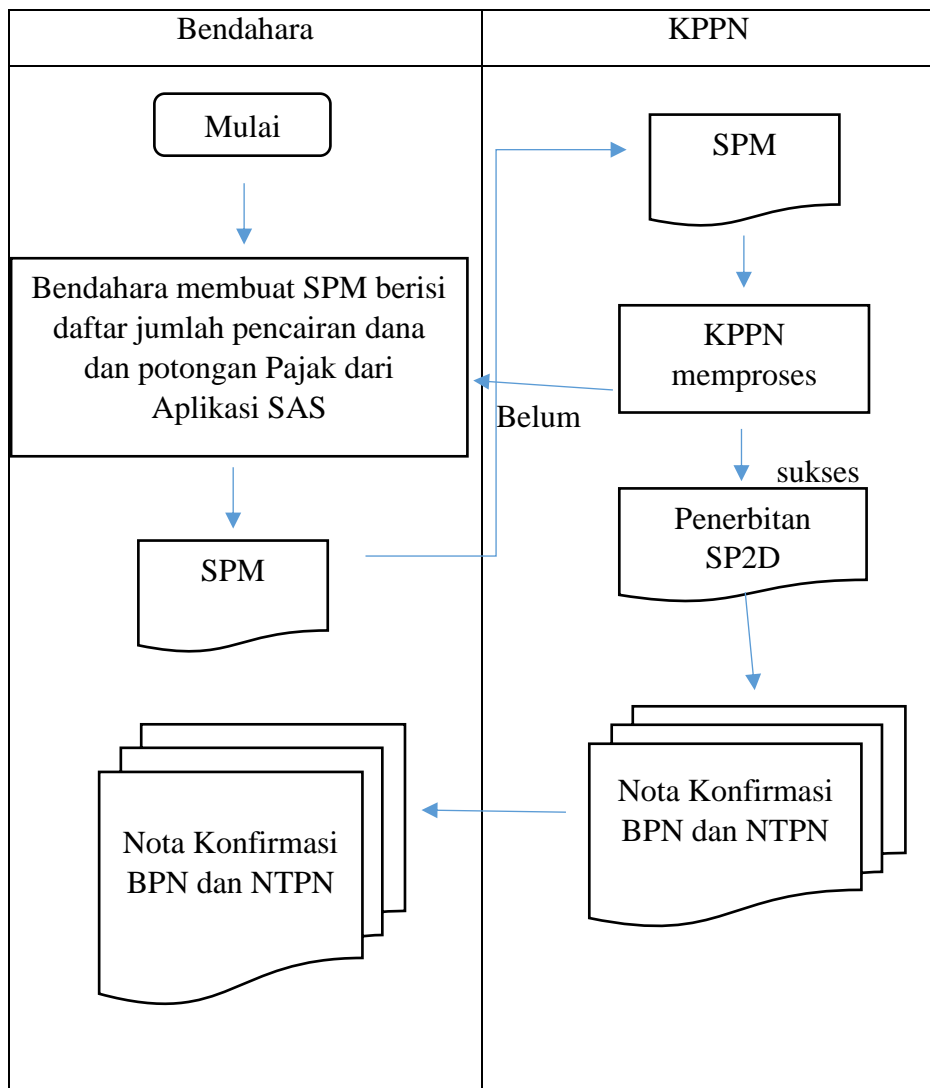 Bendahara
KPPN
Mulai
Bendahara membuat SPM berisi
daftar jumlah pencairan dana
dan potongan Pajak dari
Aplikasi SAS
SPM
Nota Konfirmasi
BPN dan NTPN
SPM
KPPN
memproses
Belum
sukses
Penerbitan
SP2D
Nota Konfirmasi
BPN dan NTPN